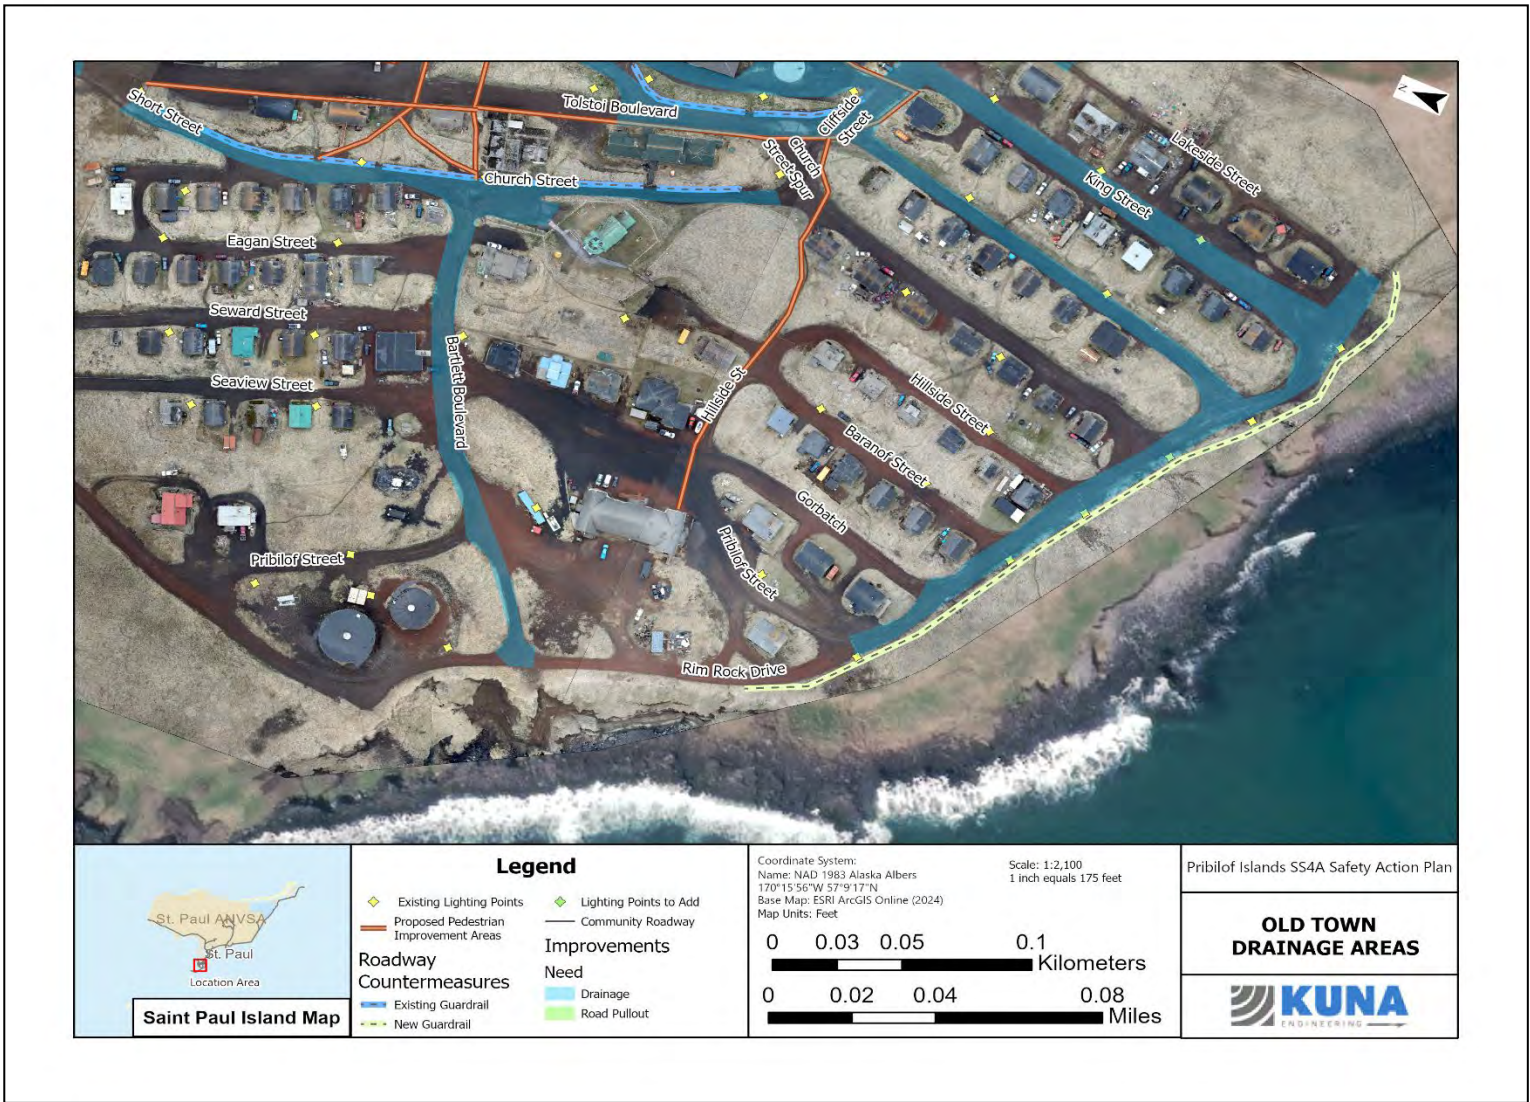 N
Short Street
Tolstoi Boulevard
Cliffside
Street
Church
Street Spur
Church Street
Lakeside Street
King Street
Eagan Street
Seward Street
Seaview Street
Bartlett Boulevard
Hillside St
Hillside Street
Baranof Street
Gorbatch
Pribilof Street
Pribilof Street
Rim Rock Drive
St. Paul ANVSA
St. Paul
Location Area
Saint Paul Island Map
Legend
Existing Lighting Points
Proposed Pedestrian
Improvement Areas
Roadway
Countermeasures
Existing Guardrail
New Guardrail
Lighting Points to Add
Community Roadway
Improvements
Need
Drainage
Road Pullout
Coordinate System:
Name: NAD 1983 Alaska Albers
170°15'56"W 57°9'17"N
Base Map: ESRI ArcGIS Online (2024)
Map Units: Feet
Scale: 1:2,100
1 inch equals 175 feet
0 0.03 0.05 0.1
Kilometers
0 0.02 0.04 0.08
Miles
Pribilof Islands SS4A Safety Action Plan
OLD TOWN
DRAINAGE AREAS
KUNA
ENGINEERING